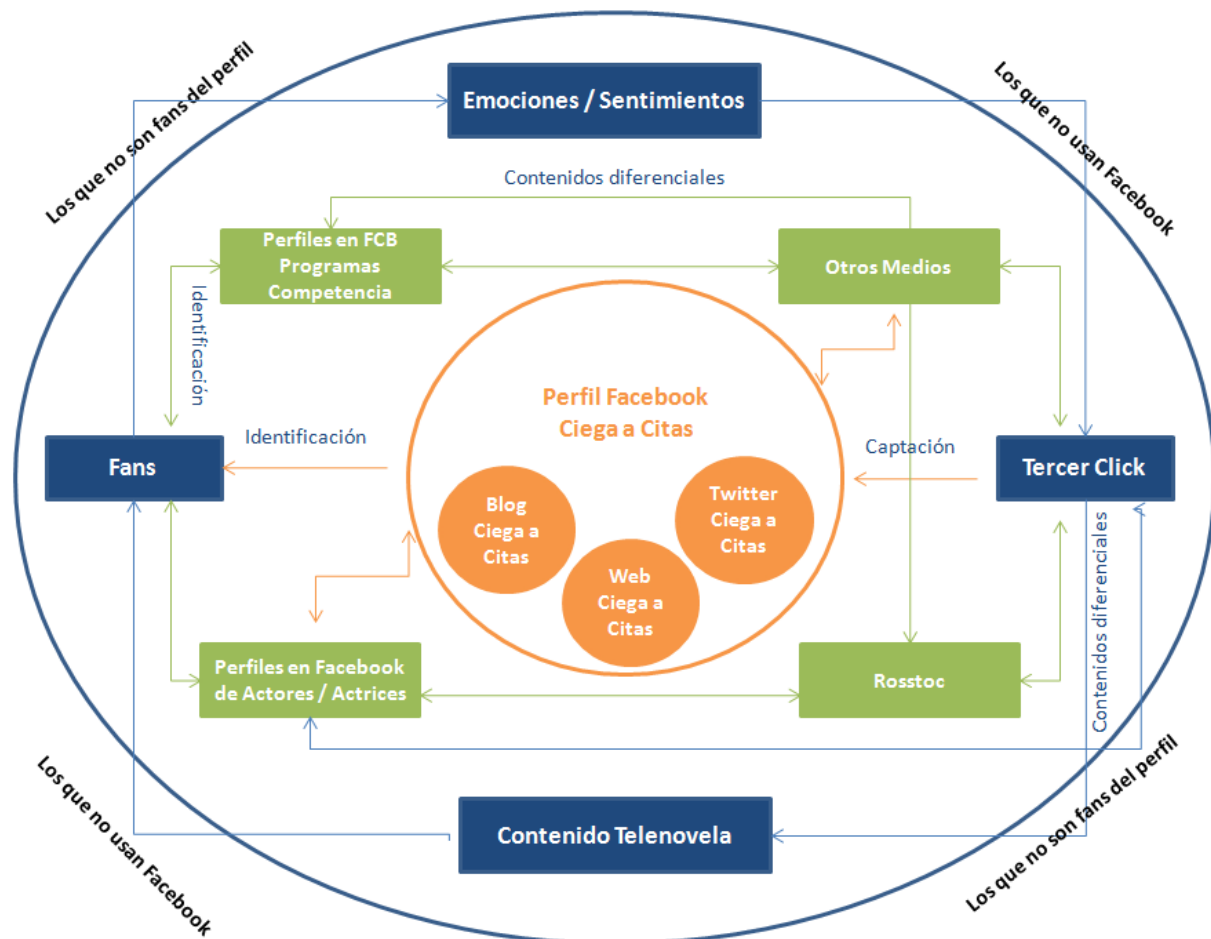 Los que no son fans del perfil
Emociones / Sentimientos
Los que no usan Facebook
Contenidos diferenciales
Perfiles en FCB
Programas
Competencia
Otros Medios
Identificación
Perfil Facebook
Ciega a Citas
Identificación
Captación
Fans
Tercer Click
Blog
Ciega a
Citas
Twitter
Ciega a
Citas
Web
Ciega a
Citas
Contenidos diferenciales
Perfiles en Facebook
de Actores / Actrices
Rosstoc
Los que no usan Facebook
Contenido Telenovela
Los que no son fans del perfil